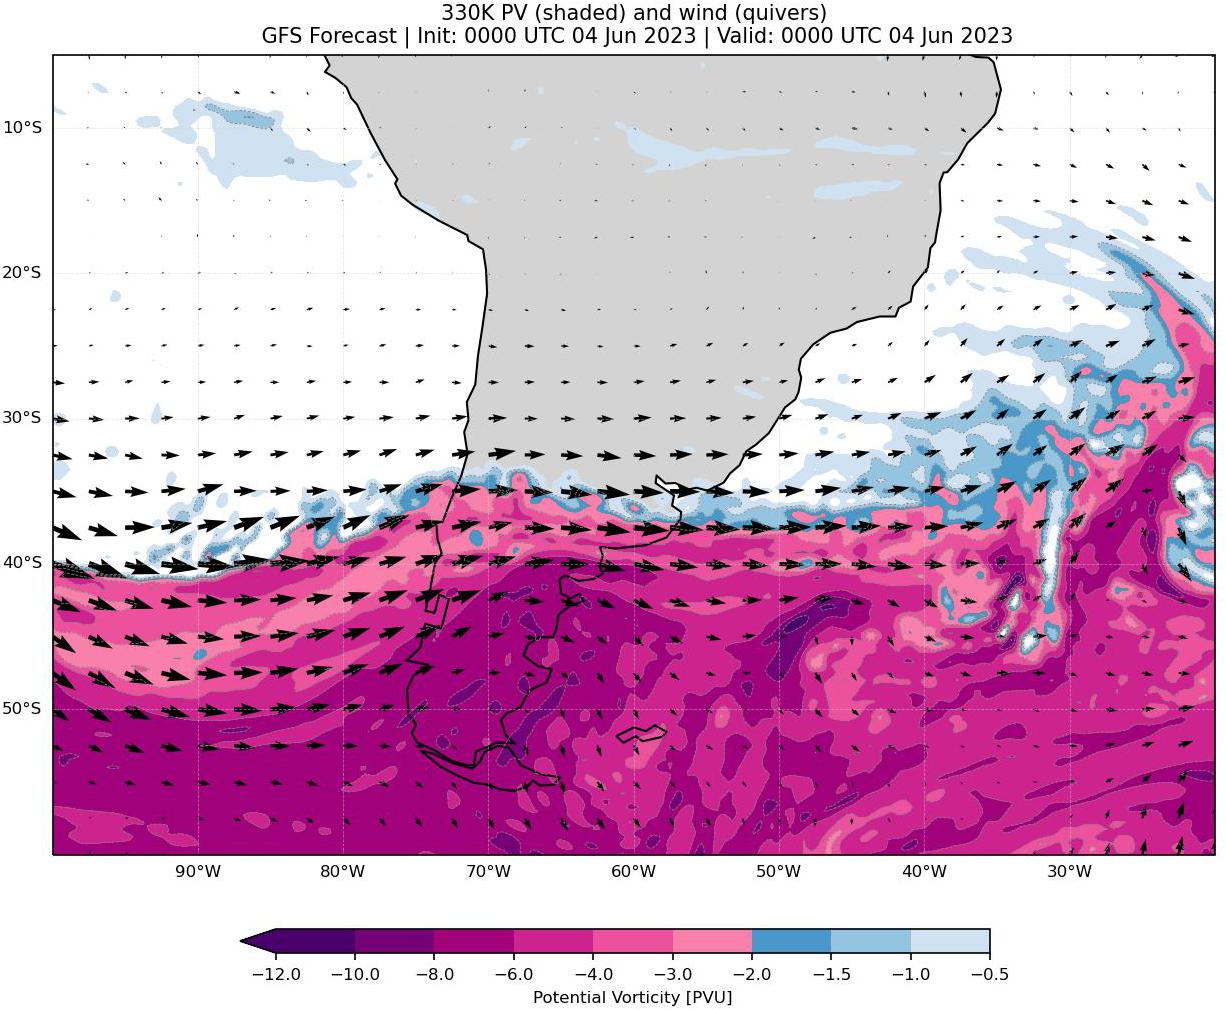 330K PV (shaded) and wind (quivers)
GFS Forecast | Init: 0000 UTC 04 Jun 2023 | Valid: 0000 UTC 04 Jun 2023
10°S
20°S
30°S
40°S
50°S
90°W 80°W 70°W 60°W 50°W 40°W 30°W
−12.0 −10.0 −8.0 −6.0 −4.0 −3.0 −2.0 −1.5 −1.0 −0.5
Potential Vorticity [PVU]